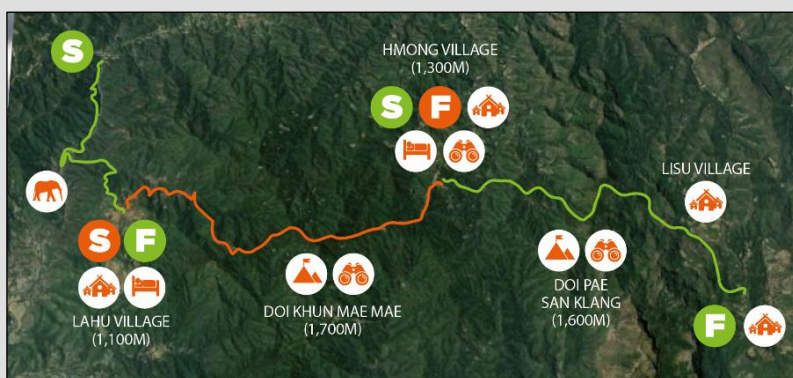 S
HMONG VILLAGE
(1,300M)
S F
LISU VILLAGE
S F
LAHU VILLAGE
(1,100M)
DOI KHUN MAE MAE
(1,700M)
DOI PAE
SAN KLANG
(1,600M)
F